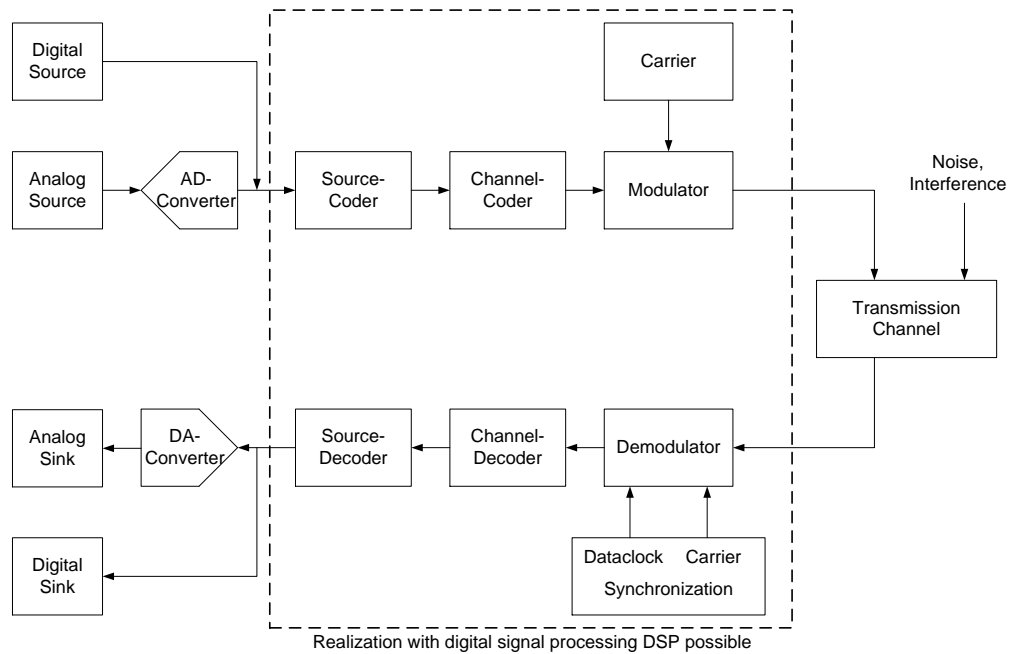 Digital
Source
Carrier
Analog
Source
AD-
Converter
Source-
Coder
Channel-
Coder
Modulator
Noise,
Interference
Transmission
Channel
Analog
Sink
DA-
Converter
Source-
Decoder
Channel-
Decoder
Demodulator
Digital
Sink
Dataclock Carrier
Synchronization
Realization with digital signal processing DSP possible